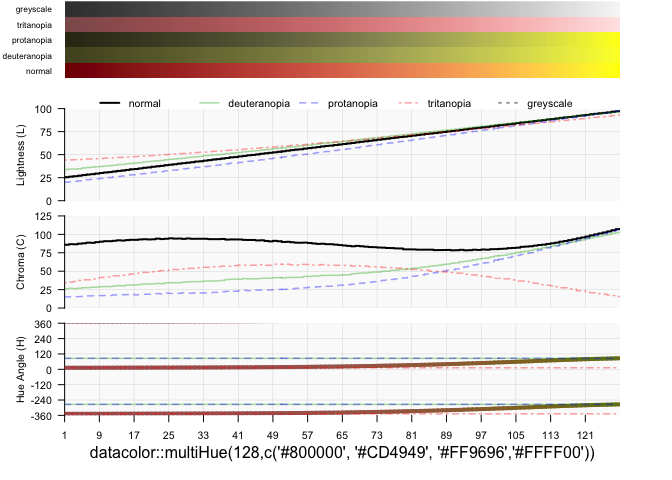 greyscale
tritanopia
protanopia
deuteranopia
normal
normal deuteranopia protanopia tritanopia greyscale
Lightness (L)
100
75
50
25
0
Chroma (C)
125
100
75
50
25
0
Hue Angle (H)
360
240
120
0
-120
-240
-360
1 9 17 25 33 41 49 57 65 73 81 89 97 105 113 121
datacolor::multiHue(128,c('#800000', '#CD4949', '#FF9696','#FFFF00'))